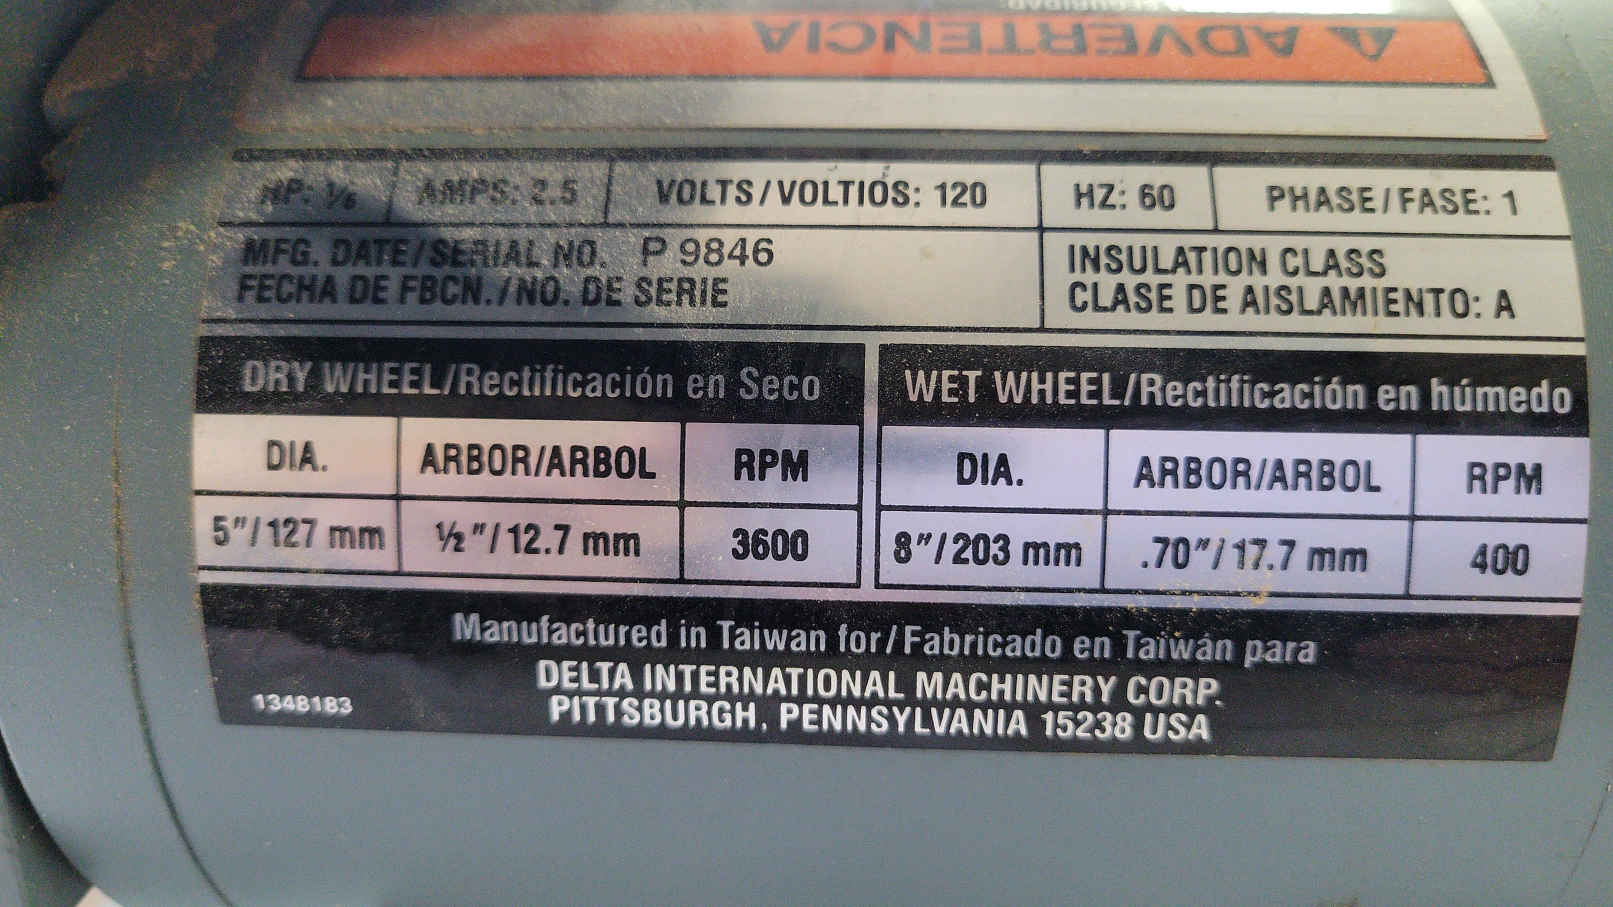 SEGURIDAD:
⚠ ADVERTENCIA
HP: 1/6 AMPS: 2.5 VOLTS/VOLTIOS: 120 HZ: 60 PHASE/FASE: 1
MFG. DATE/SERIAL NO. P 9846
FECHA DE FBCN./NO. DE SERIE
INSULATION CLASS
CLASE DE AISLAMIENTO: A
DRY WHEEL/Rectificación en Seco
DIA. ARBOR/ARBOL RPM
5"/127 mm ½"/12.7 mm 3600
WET WHEEL/Rectificación en húmedo
DIA. ARBOR/ARBOL RPM
8"/203 mm .70"/17.7 mm 400
Manufactured in Taiwan for/Fabricado en Taiwán para
DELTA INTERNATIONAL MACHINERY CORP.
PITTSBURGH, PENNSYLVANIA 15238 USA
1348183